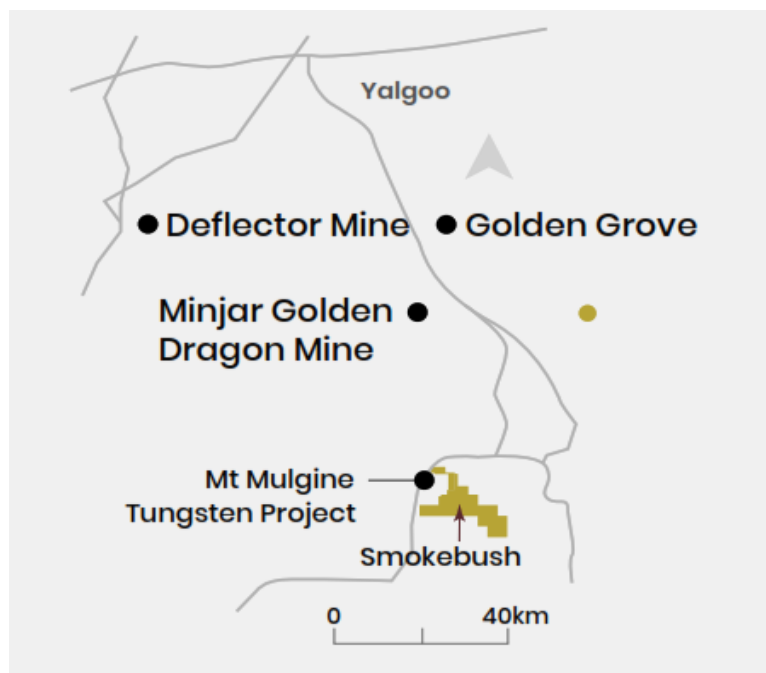 Yalgoo
Deflector Mine
Golden Grove
Minjar Golden
Dragon Mine
Mt Mulgine
Tungsten Project
Smokebush
0 40km